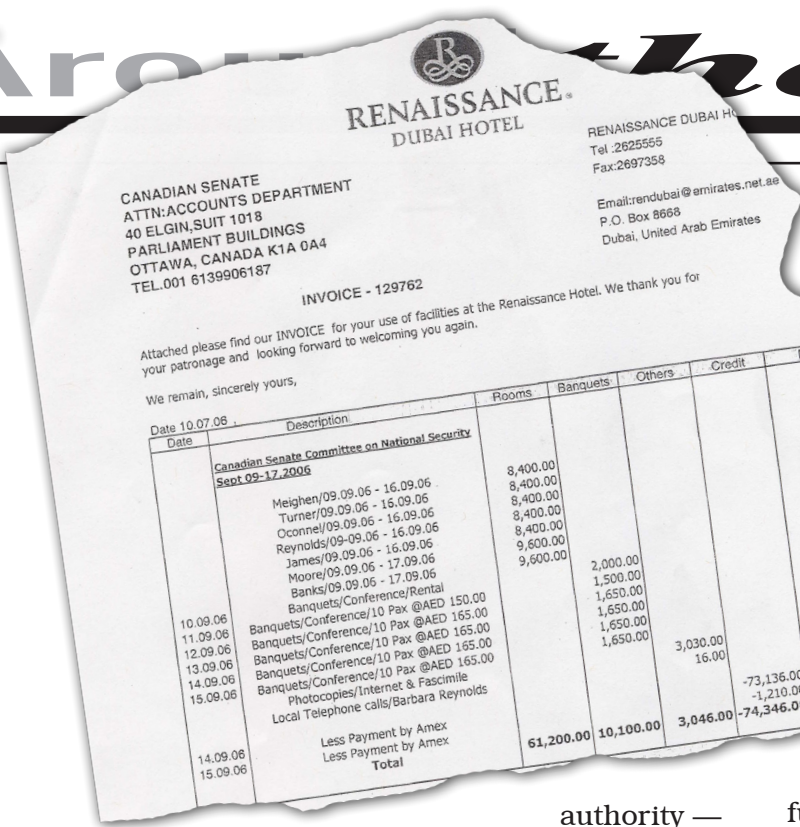 Arou the
R
RENAISSANCE®
DUBAI HOTEL
RENAISSANCE DUBAI HO
Tel :2625555
Fax:2697358
Email:rendubai@emirates.net.ae
P.O. Box 8668
Dubai, United Arab Emirates
CANADIAN SENATE
ATTN:ACCOUNTS DEPARTMENT
40 ELGIN,SUIT 1018
PARLIAMENT BUILDINGS
OTTAWA, CANADA K1A 0A4
TEL.001 6139906187
INVOICE - 129762
Attached please find our INVOICE for your use of facilities at the Renaissance Hotel. We thank you for
your patronage and looking forward to welcoming you again.
We remain, sincerely yours,
Date 10.07.06
Date Description Rooms Banquets Others Credit
Canadian Senate Committee on National Security
Sept 09-17,2006
Meighen/09.09.06 - 16.09.06 8,400.00
Turner/09.09.06 - 16.09.06 8,400.00
Oconnel/09.09.06 - 16.09.06 8,400.00
Reynolds/09-09.06 - 16.09.06 8,400.00
James/09.09.06 - 16.09.06 8,400.00
Moore/09.09.06 - 17.09.06 9,600.00
Banks/09.09.06 - 17.09.06 9,600.00
10.09.06 Banquets/Conference/Rental 2,000.00
11.09.06 Banquets/Conference/10 Pax @AED 150.00 1,500.00
12.09.06 Banquets/Conference/10 Pax @AED 165.00 1,650.00
13.09.06 Banquets/Conference/10 Pax @AED 165.00 1,650.00
14.09.06 Banquets/Conference/10 Pax @AED 165.00 1,650.00
15.09.06 Banquets/Conference/10 Pax @AED 165.00 1,650.00
Photocopies/Internet & Fascimile 3,030.00
Local Telephone calls/Barbara Reynolds 16.00
14.09.06 Less Payment by Amex -73,136.00
15.09.06 Less Payment by Amex -1,210.00
Total 61,200.00 10,100.00 3,046.00 -74,346.0
authority —